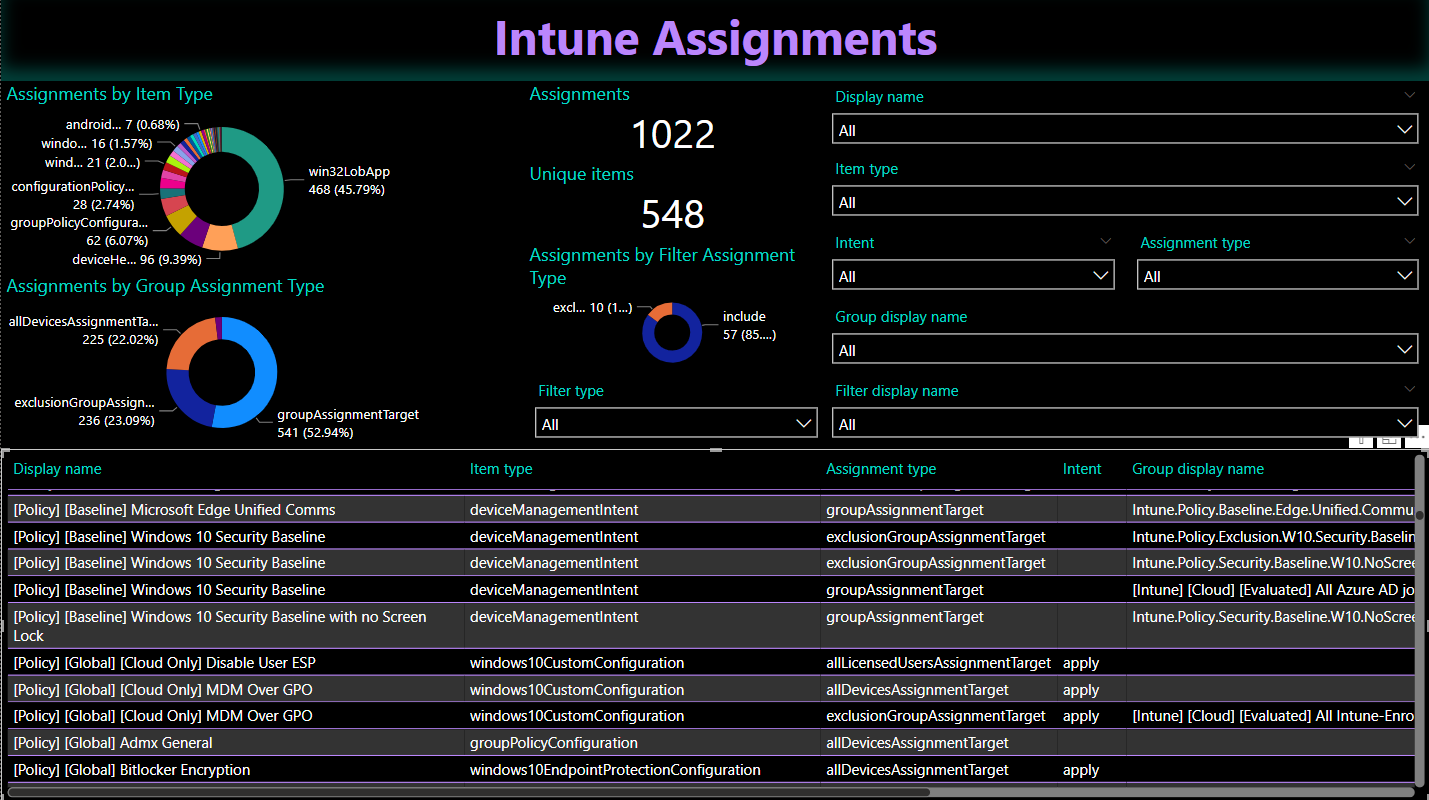 Intune Assignments
Assignments by Item Type
android... 7 (0.68%)
windo... 16 (1.57%)
wind... 21 (2.0...)
configurationPolicy...
28 (2.74%)
groupPolicyConfigura...
62 (6.07%)
deviceHe... 96 (9.39%)
win32LobApp
468 (45.79%)
Assignments by Group Assignment Type
allDevicesAssignmentTa...
225 (22.02%)
exclusionGroupAssign...
236 (23.09%)
groupAssignmentTarget
541 (52.94%)
Assignments
1022
Unique items
548
Assignments by Filter Assignment
Type
excl... 10 (1...)
include
57 (85....)
Filter type
All
Display name
All
Item type
All
Intent
All
Assignment type
All
Group display name
All
Filter display name
All
Display name Item type Assignment type Intent Group display name
[Policy] [Baseline] Microsoft Edge Unified Comms deviceManagementIntent groupAssignmentTarget Intune.Policy.Baseline.Edge.Unified.Commu
[Policy] [Baseline] Windows 10 Security Baseline deviceManagementIntent exclusionGroupAssignmentTarget Intune.Policy.Exclusion.W10.Security.Baselin
[Policy] [Baseline] Windows 10 Security Baseline deviceManagementIntent exclusionGroupAssignmentTarget Intune.Policy.Security.Baseline.W10.NoScree
[Policy] [Baseline] Windows 10 Security Baseline deviceManagementIntent groupAssignmentTarget [Intune] [Cloud] [Evaluated] All Azure AD jo
[Policy] [Baseline] Windows 10 Security Baseline with no Screen deviceManagementIntent groupAssignmentTarget Intune.Policy.Security.Baseline.W10.NoScree
Lock
[Policy] [Global] [Cloud Only] Disable User ESP windows10CustomConfiguration allLicensedUsersAssignmentTarget apply
[Policy] [Global] [Cloud Only] MDM Over GPO windows10CustomConfiguration allDevicesAssignmentTarget apply
[Policy] [Global] [Cloud Only] MDM Over GPO windows10CustomConfiguration exclusionGroupAssignmentTarget apply [Intune] [Cloud] [Evaluated] All Intune-Enro
[Policy] [Global] Admx General groupPolicyConfiguration allDevicesAssignmentTarget
[Policy] [Global] Bitlocker Encryption windows10EndpointProtectionConfiguration allDevicesAssignmentTarget apply